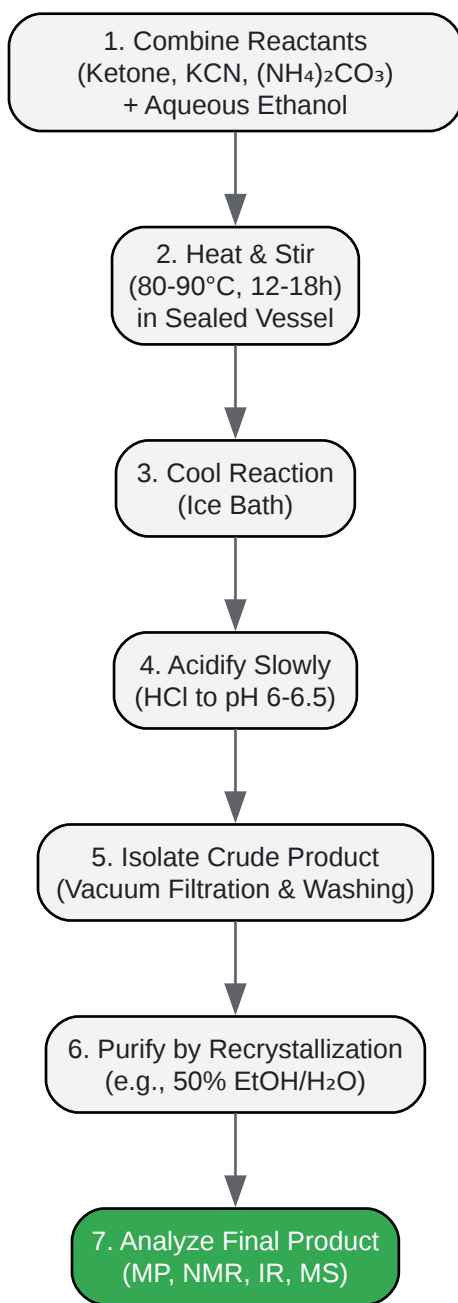 1. Combine Reactants
(Ketone, KCN, (NH₄)₂CO₃)
+ Aqueous Ethanol
2. Heat & Stir
(80-90°C, 12-18h)
in Sealed Vessel
3. Cool Reaction
(Ice Bath)
4. Acidify Slowly
(HCl to pH 6-6.5)
5. Isolate Crude Product
(Vacuum Filtration & Washing)
6. Purify by Recrystallization
(e.g., 50% EtOH/H₂O)
7. Analyze Final Product
(MP, NMR, IR, MS)